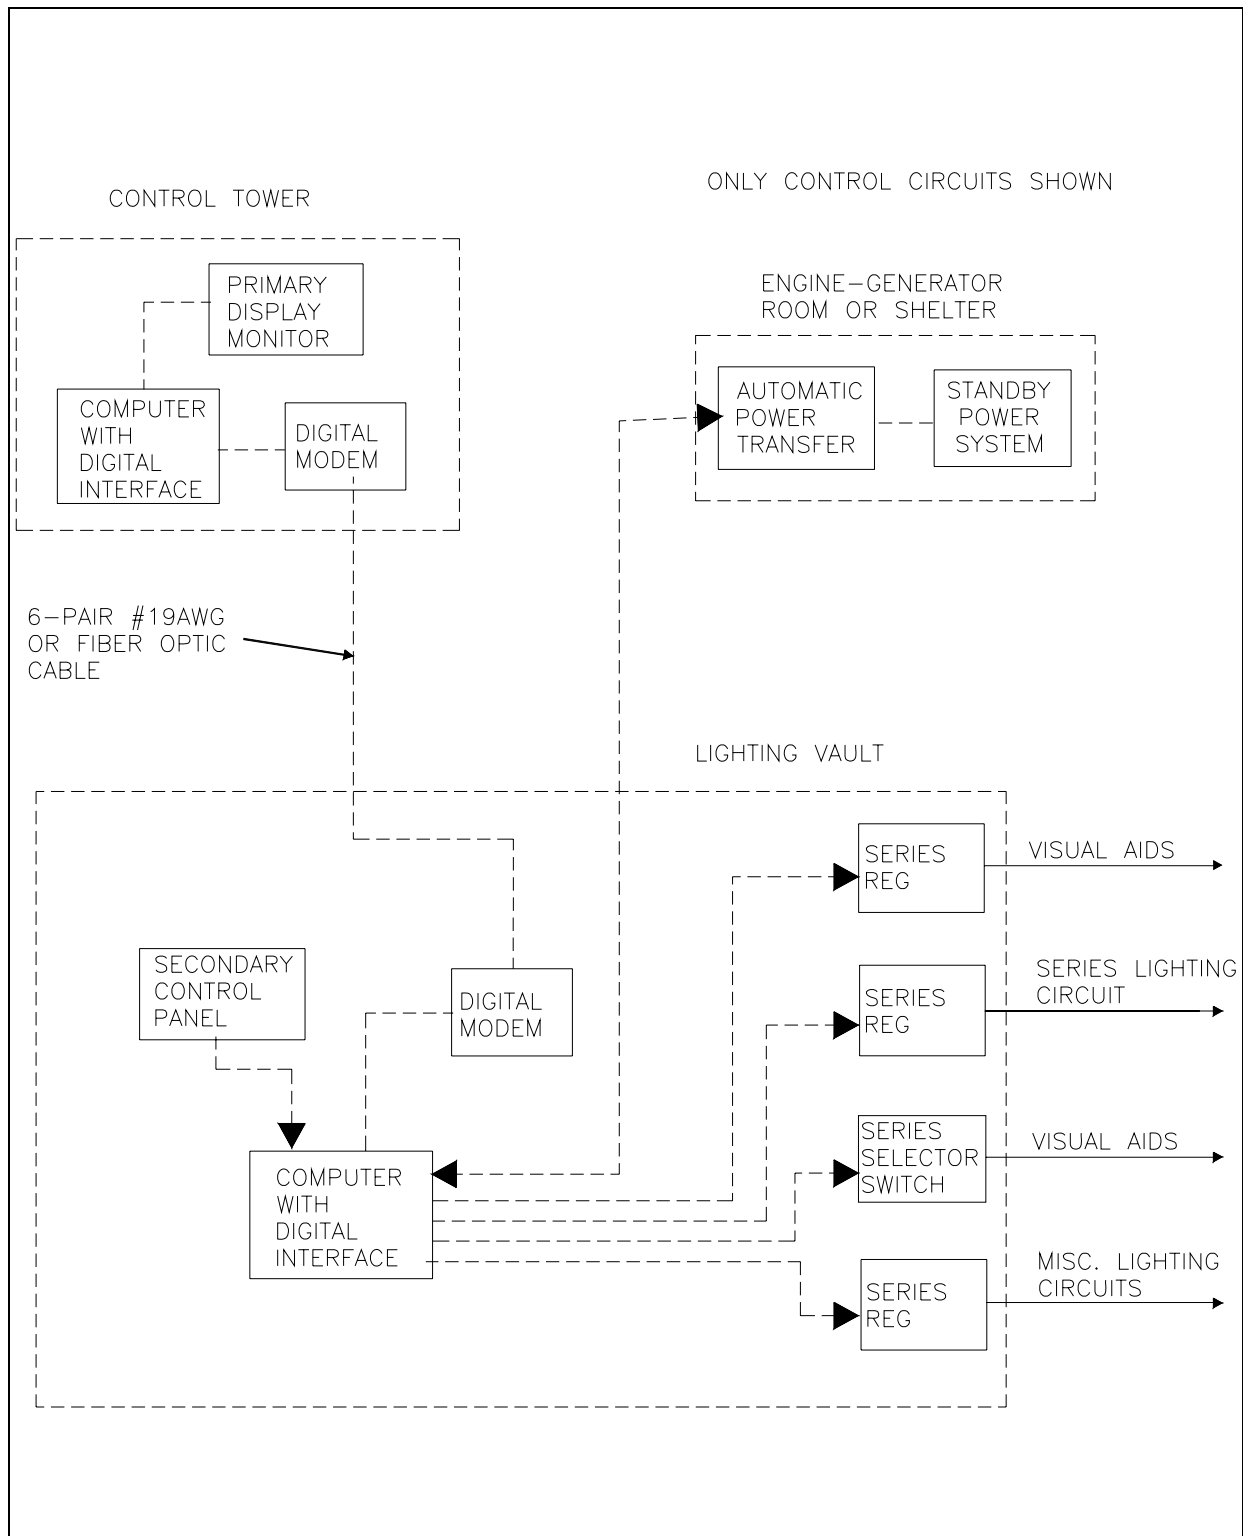 CONTROL TOWER
ONLY CONTROL CIRCUITS SHOWN
PRIMARY
DISPLAY
MONITOR
COMPUTER
WITH
DIGITAL
INTERFACE
DIGITAL
MODEM
ENGINE-GENERATOR
ROOM OR SHELTER
AUTOMATIC
POWER
TRANSFER
STANDBY
POWER
SYSTEM
6-PAIR #19AWG
OR FIBER OPTIC
CABLE
LIGHTING VAULT
SERIES
REG
VISUAL AIDS
SECONDARY
CONTROL
PANEL
DIGITAL
MODEM
SERIES
REG
SERIES LIGHTING
CIRCUIT
SERIES
SELECTOR
SWITCH
VISUAL AIDS
COMPUTER
WITH
DIGITAL
INTERFACE
SERIES
REG
MISC. LIGHTING
CIRCUITS